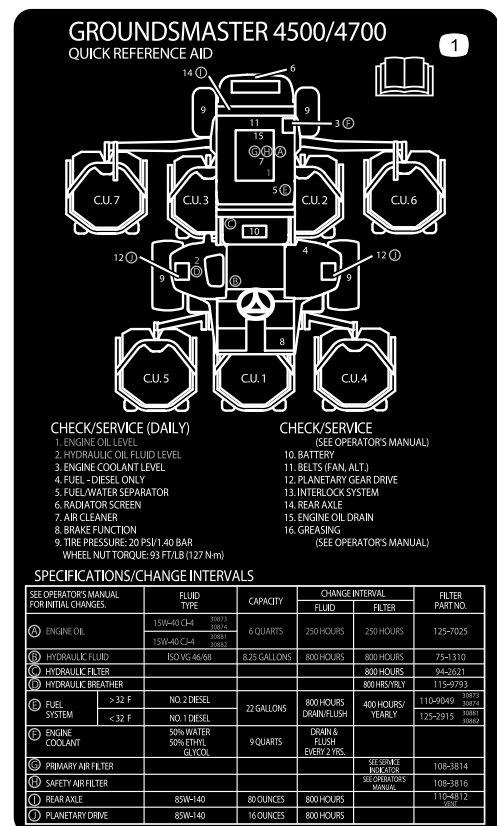 GROUNDSMASTER 4500/4700
QUICK REFERENCE AID
1
14 I
6
9
9
11
15
3 F
G H A
7
1
5 E
C.U.7
C.U.3
C.U.2
C.U.6
C
10
12 J
2
D
B
4
12 J
9
9
8
C.U.5
C.U.1
C.U.4
CHECK/SERVICE (DAILY)
1. ENGINE OIL LEVEL
2. HYDRAULIC OIL FLUID LEVEL
3. ENGINE COOLANT LEVEL
4. FUEL - DIESEL ONLY
5. FUEL/WATER SEPARATOR
6. RADIATOR SCREEN
7. AIR CLEANER
8. BRAKE FUNCTION
9. TIRE PRESSURE: 20 PSI/1.40 BAR
WHEEL NUT TORQUE: 93 FT/LB (127 N·m)
CHECK/SERVICE
(SEE OPERATOR'S MANUAL)
10. BATTERY
11. BELTS (FAN, ALT.)
12. PLANETARY GEAR DRIVE
13. INTERLOCK SYSTEM
14. REAR AXLE
15. ENGINE OIL DRAIN
16. GREASING
(SEE OPERATOR'S MANUAL)
SPECIFICATIONS/CHANGE INTERVALS
SEE OPERATOR'S MANUAL
FOR INITIAL CHANGES.
FLUID
TYPE
CAPACITY
CHANGE INTERVAL
FLUID
FILTER
FILTER
PART NO.
A ENGINE OIL
15W-40 CJ-4 30873
30874
15W-40 CJ-4 30881
30882
6 QUARTS
250 HOURS
250 HOURS
125-7025
B HYDRAULIC FLUID
ISO VG 46/68
8.25 GALLONS
800 HOURS
800 HOURS
75-1310
C HYDRAULIC FILTER
800 HOURS
94-2621
D HYDRAULIC BREATHER
800 HRS/YRLY
115-9793
E FUEL
SYSTEM
> 32 F
NO. 2 DIESEL
< 32 F
NO. 1 DIESEL
22 GALLONS
800 HOURS
DRAIN/FLUSH
400 HOURS/
YEARLY
110-9049 30873
30874
125-2915 30881
30882
F ENGINE
COOLANT
50% WATER
50% ETHYL
GLYCOL
9 QUARTS
DRAIN &
FLUSH
EVERY 2 YRS.
G PRIMARY AIR FILTER
SEE SERVICE
INDICATOR
108-3814
H SAFETY AIR FILTER
SEE OPERATOR'S
MANUAL
108-3816
I REAR AXLE
85W-140
80 OUNCES
800 HOURS
110-4812
VENT
J PLANETARY DRIVE
85W-140
16 OUNCES
800 HOURS